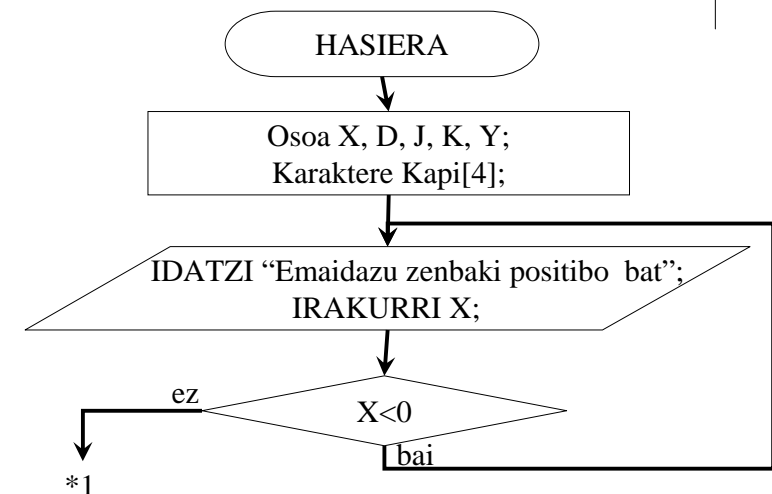 HASIERA
Osoa X, D, J, K, Y;
Karaktere Kapi[4];
IDATZI “Emaidazu zenbaki positibo bat”;
IRAKURRI X;
ez
X<0
bai
*1